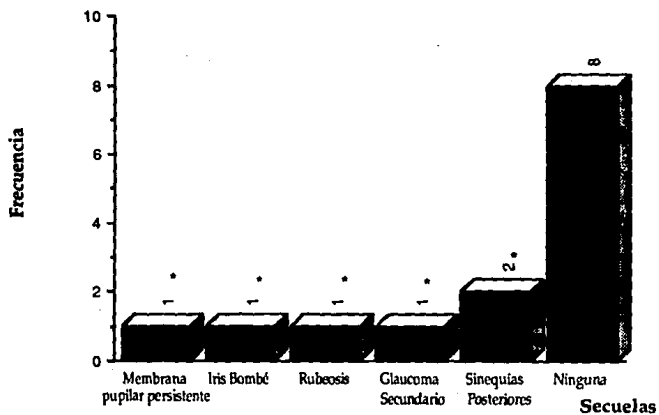 10
8
6
4
2
0
Frecuencia
1 *
1 *
1 *
1 *
2 *
8
Membrana pupilar persistente
Iris Bombé
Rubeosis
Glaucoma Secundario
Sinequías Posteriores
Ninguna
Secuelas